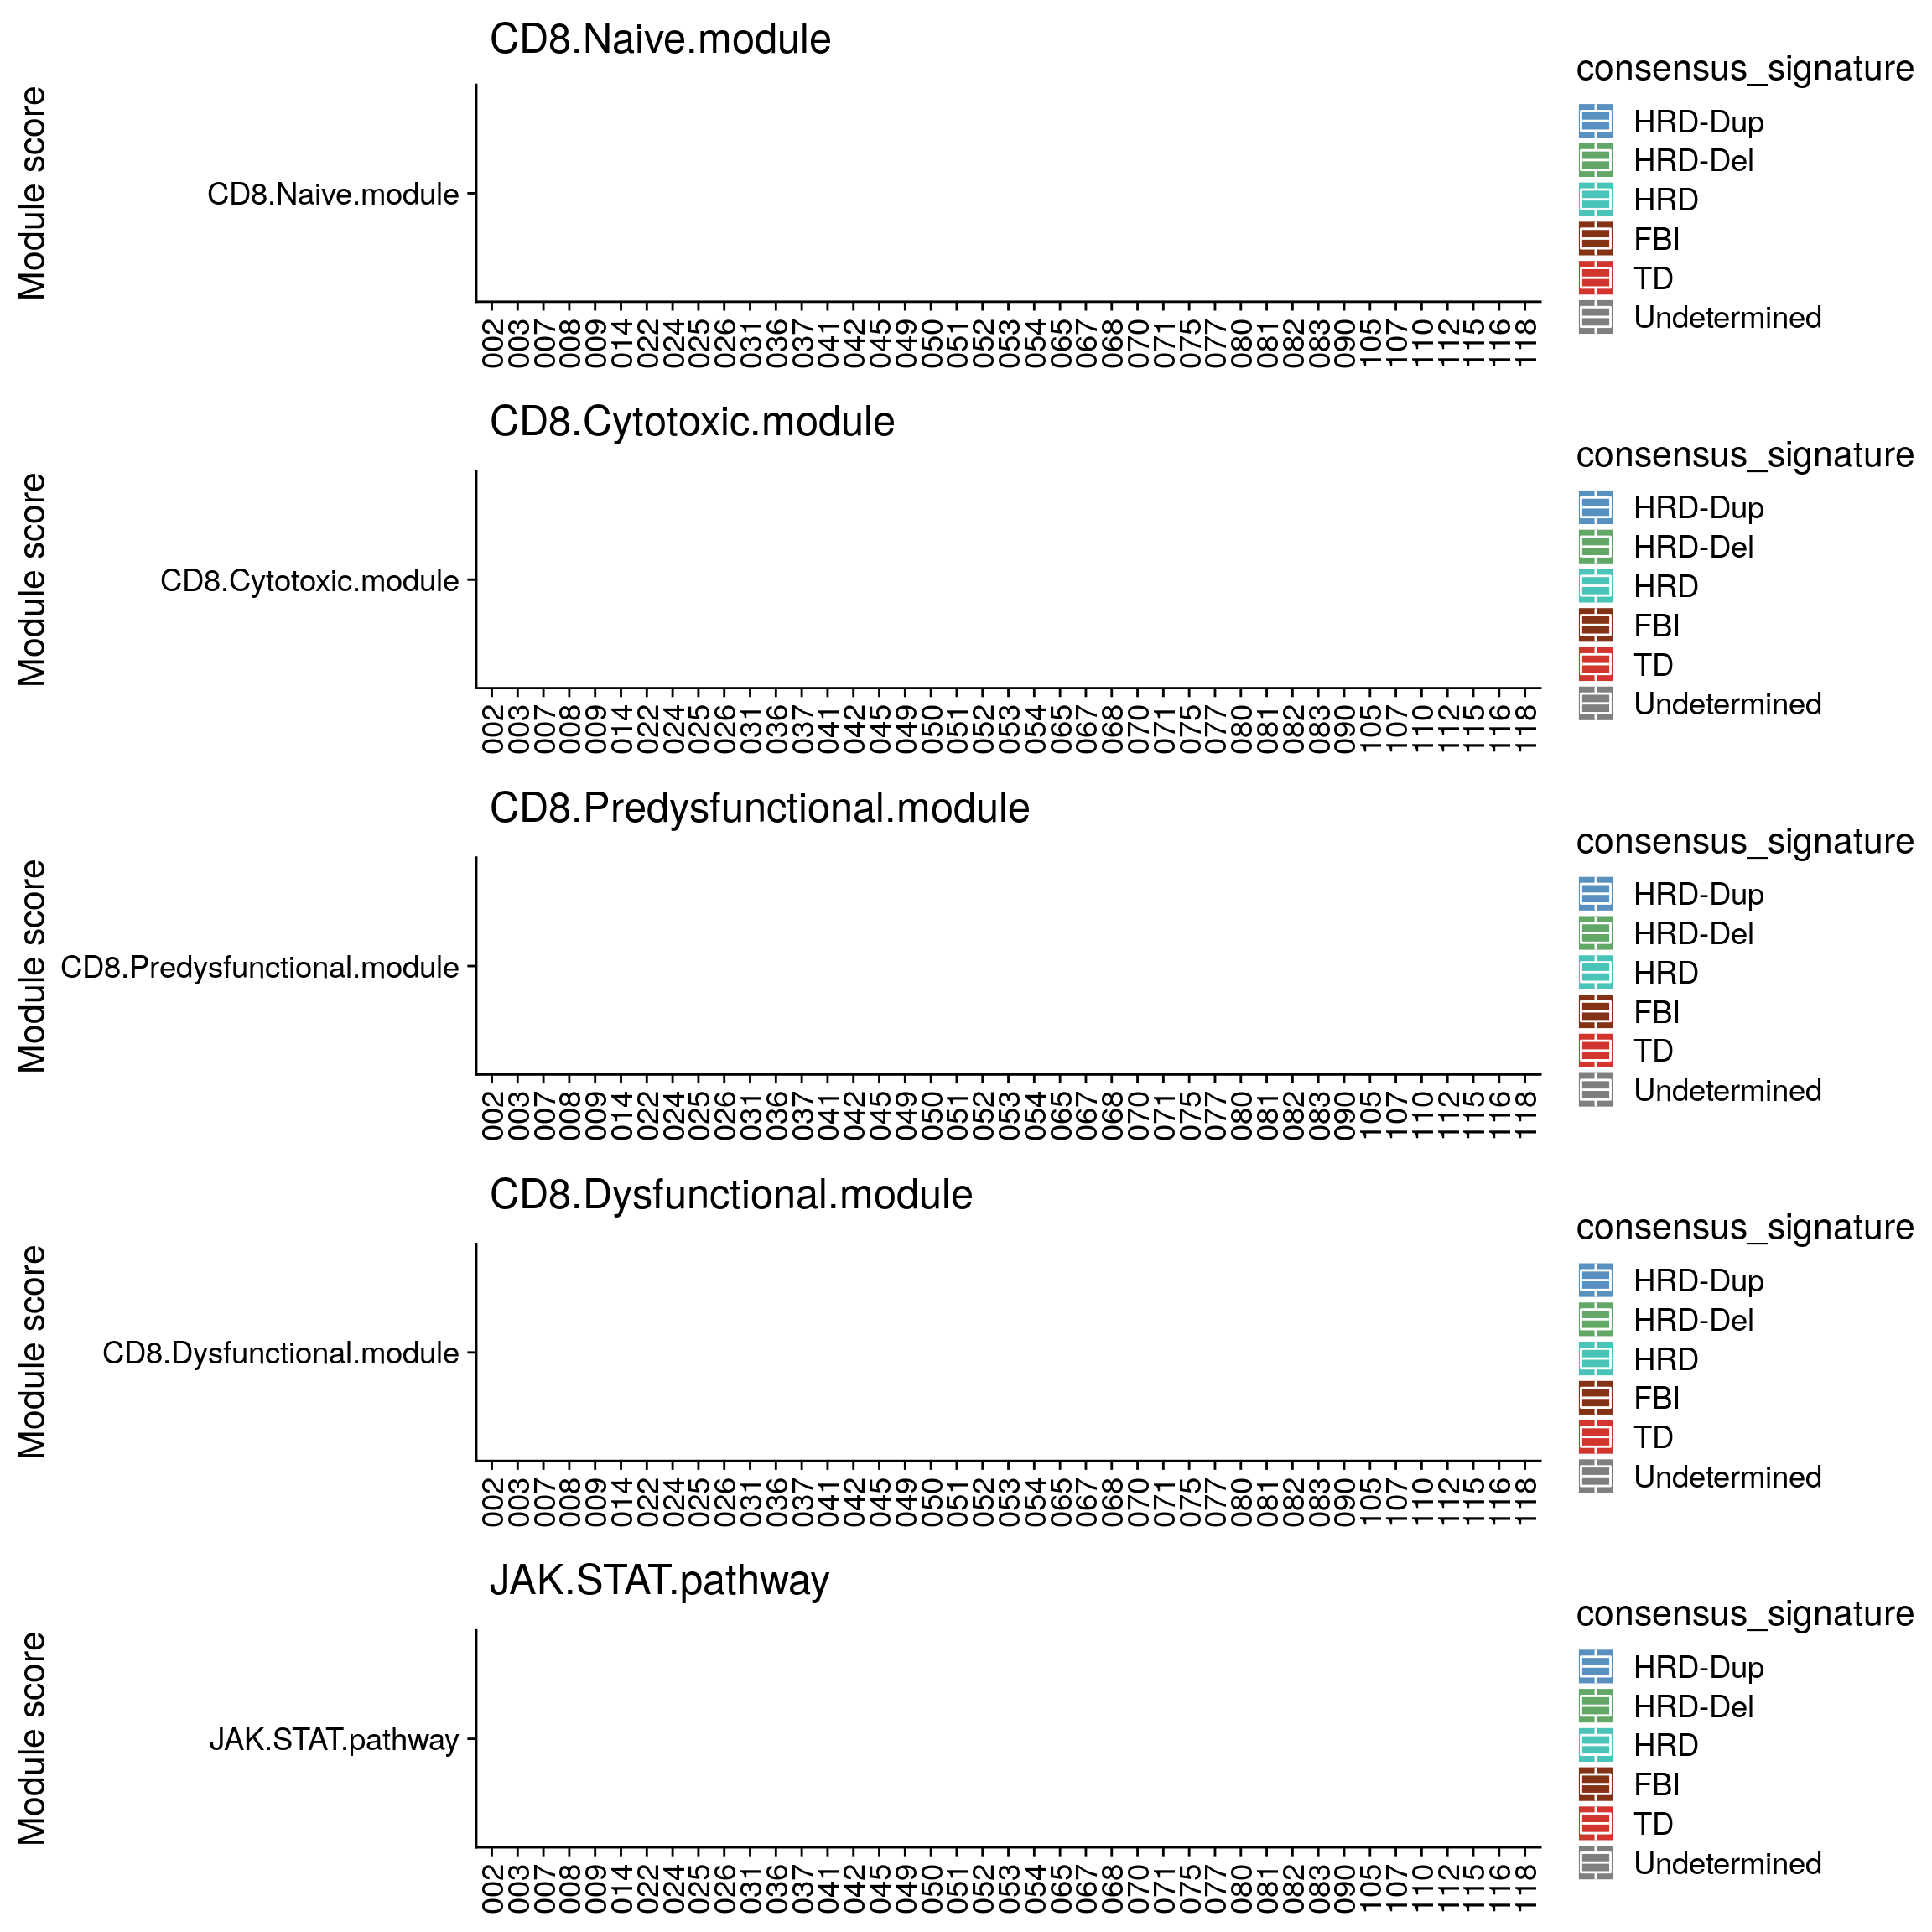 CD8.Naive.module
Module score
CD8.Naive.module
002 003 007 008 009 014 022 024 025 026 031 036 037 041 042 045 049 050 051 052 053 054 065 067 068 070 071 075 077 080 081 082 083 090 105 107 110 112 115 116 118
consensus_signature
HRD-Dup
HRD-Del
HRD
FBI
TD
Undetermined
CD8.Cytotoxic.module
Module score
CD8.Cytotoxic.module
002 003 007 008 009 014 022 024 025 026 031 036 037 041 042 045 049 050 051 052 053 054 065 067 068 070 071 075 077 080 081 082 083 090 105 107 110 112 115 116 118
consensus_signature
HRD-Dup
HRD-Del
HRD
FBI
TD
Undetermined
CD8.Predysfunctional.module
Module score
CD8.Predysfunctional.module
002 003 007 008 009 014 022 024 025 026 031 036 037 041 042 045 049 050 051 052 053 054 065 067 068 070 071 075 077 080 081 082 083 090 105 107 110 112 115 116 118
consensus_signature
HRD-Dup
HRD-Del
HRD
FBI
TD
Undetermined
CD8.Dysfunctional.module
Module score
CD8.Dysfunctional.module
002 003 007 008 009 014 022 024 025 026 031 036 037 041 042 045 049 050 051 052 053 054 065 067 068 070 071 075 077 080 081 082 083 090 105 107 110 112 115 116 118
consensus_signature
HRD-Dup
HRD-Del
HRD
FBI
TD
Undetermined
JAK.STAT.pathway
Module score
JAK.STAT.pathway
002 003 007 008 009 014 022 024 025 026 031 036 037 041 042 045 049 050 051 052 053 054 065 067 068 070 071 075 077 080 081 082 083 090 105 107 110 112 115 116 118
consensus_signature
HRD-Dup
HRD-Del
HRD
FBI
TD
Undetermined